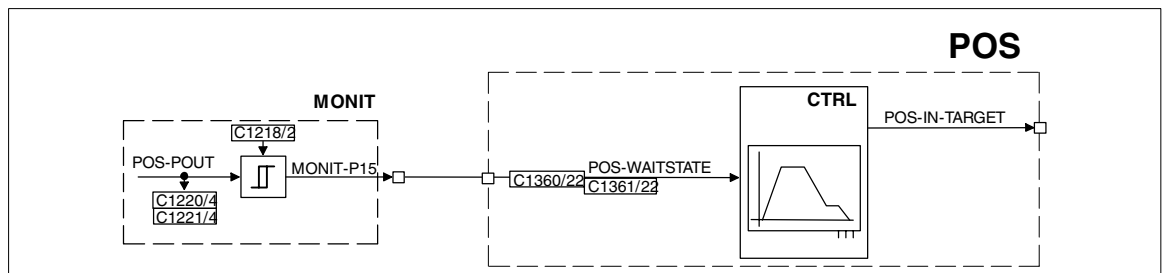 POS
MONIT
CTRL
C1218/2
POS-POUT
MONIT-P15
C1220/4
C1221/4
C1360/22
POS-WAITSTATE
C1361/22
POS-IN-TARGET